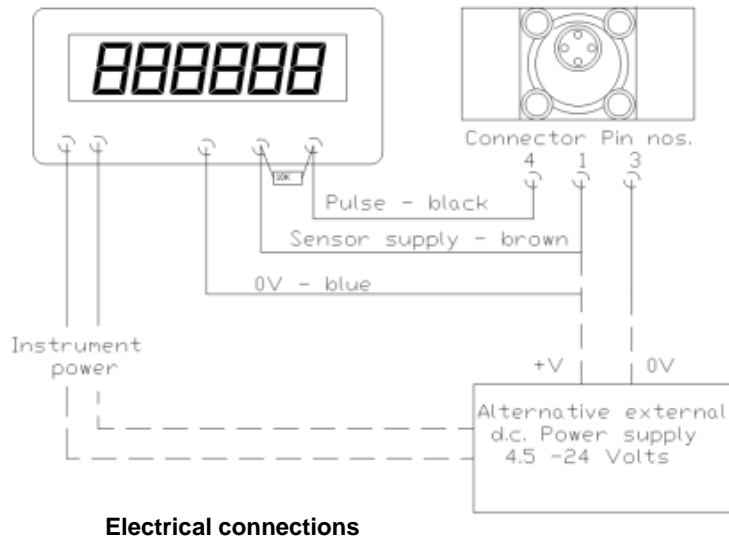 888888
Connector Pin nos.
4 1 3
10K
Pulse - black
Sensor supply - brown
0V - blue
Instrument
power
+V 0V
Alternative external
d.c. Power supply
4.5 -24 Volts
Electrical connections